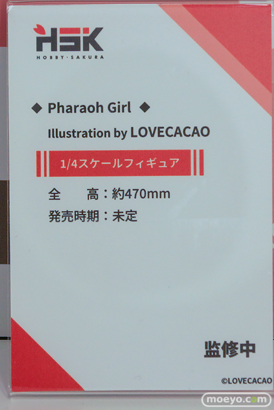 HSK
HOBBY·SAKURA
◆ Pharaoh Girl ◆
Illustration by LOVECACAO
1/4スケールフィギュア
全　　高：約470mm
発売時期：未定
監修中
©LOVECACAO
moeyo.com